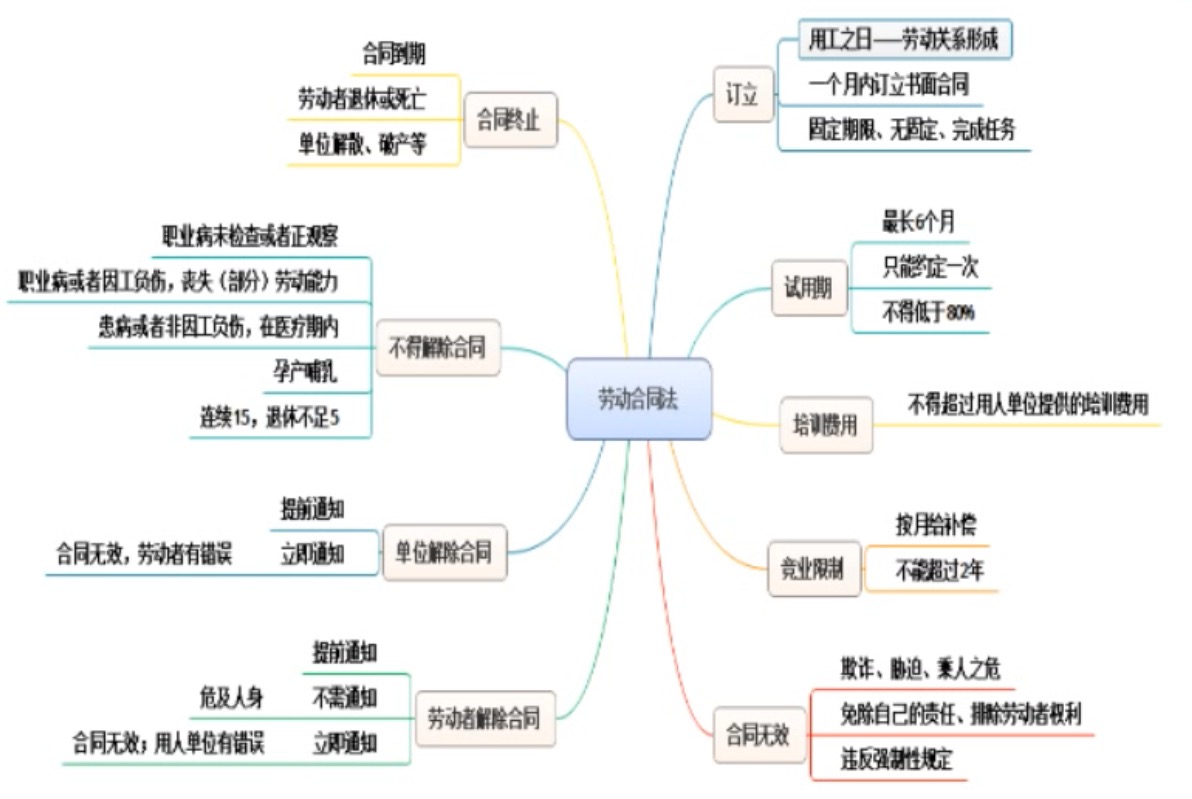 劳动合同法
订立
用工之日——劳动关系形成
一个月内订立书面合同
固定期限、无固定、完成任务
试用期
最长6个月
只能约定一次
不得低于80%
培训费用
不得超过用人单位提供的培训费用
竞业限制
按月给补偿
不能超过2年
合同无效
欺诈、胁迫、乘人之危
免除自己的责任、排除劳动者权利
违反强制性规定
合同终止
合同到期
劳动者退休或死亡
单位解散、破产等
不得解除合同
职业病未检查或者正观察
职业病或者因工负伤，丧失（部分）劳动能力
患病或者非因工负伤，在医疗期内
孕产哺乳
连续15，退休不足5
单位解除合同
提前通知
立即通知
合同无效，劳动者有错误
劳动者解除合同
提前通知
不需通知
危及人身
立即通知
合同无效；用人单位有错误